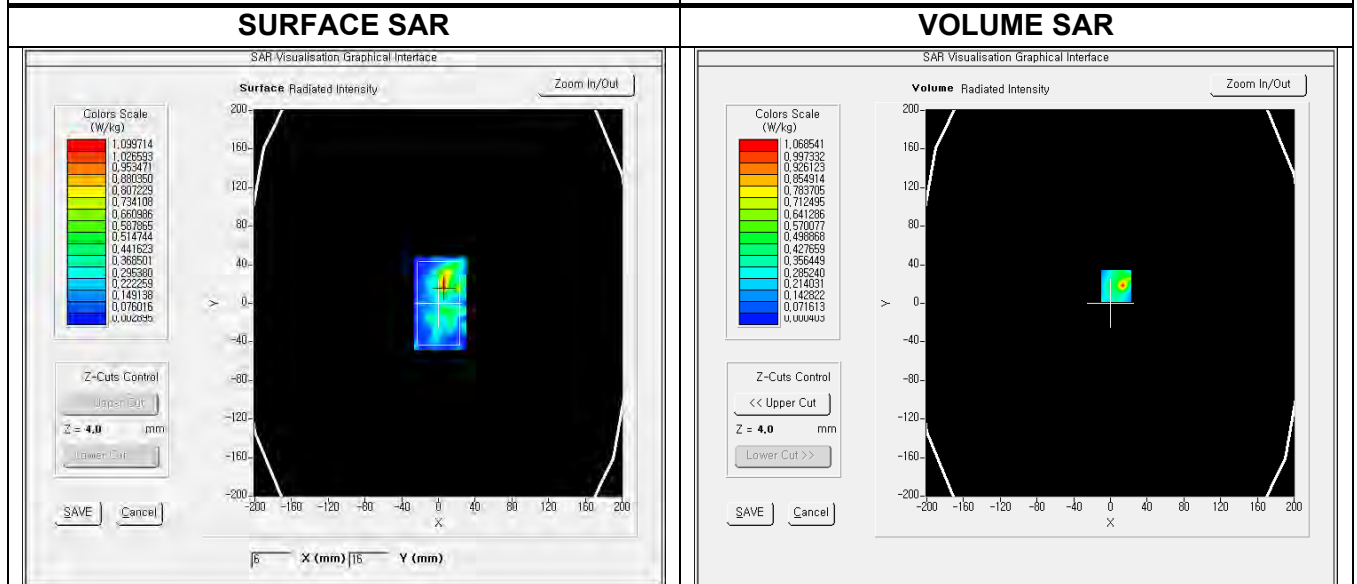 SURFACE SAR
VOLUME SAR
SAR Visualisation Graphical Interface
Surface Radiated Intensity
Zoom In/Out
Colors Scale
(W/kg)
1,099714
1,026593
0,953471
0,880350
0,807229
0,734108
0,660986
0,587865
0,514744
0,441623
0,368501
0,295380
0,222259
0,149138
0,076016
0,002895
200
160
120
80
40
0
-40
-80
-120
-160
-200
Y
-200 -160 -120 -80 -40 0 40 80 120 160 200
X
Z-Cuts Control
Upper Cut
Z = 4,0 mm
Lower Cut
SAVE Cancel
6 X (mm) 16 Y (mm)
SAR Visualisation Graphical Interface
Volume Radiated Intensity
Zoom In/Out
Colors Scale
(W/kg)
1,068541
0,997332
0,926123
0,854914
0,783705
0,712495
0,641286
0,570077
0,498868
0,427659
0,356449
0,285240
0,214031
0,142822
0,071613
0,000403
200
160
120
80
40
0
-40
-80
-120
-160
-200
Y
-200 -160 -120 -80 -40 0 40 80 120 160 200
X
Z-Cuts Control
<< Upper Cut
Z = 4,0 mm
Lower Cut >>
SAVE Cancel